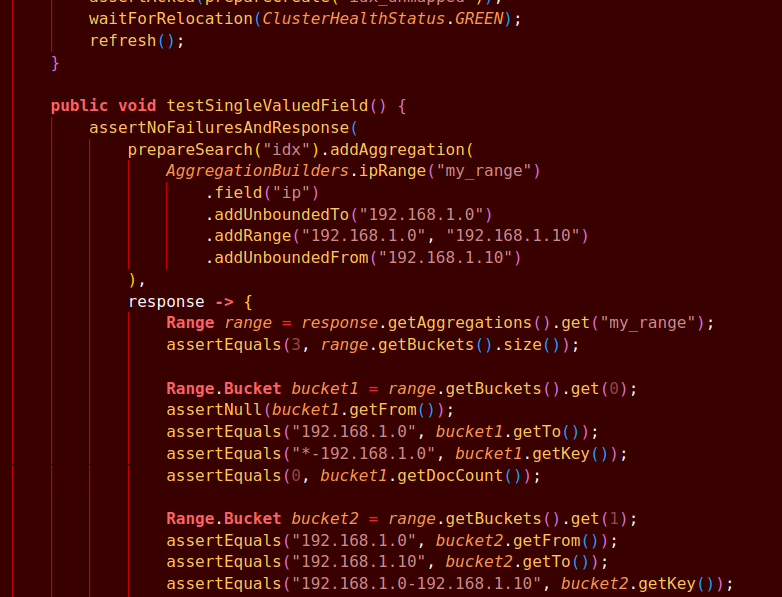 assertAcked(prepareCreate("idx_unmapped"));
waitForRelocation(ClusterHealthStatus.GREEN);
refresh();
}
public void testSingleValuedField() {
assertNoFailuresAndResponse(
prepareSearch("idx").addAggregation(
AggregationBuilders.ipRange("my_range")
.field("ip")
.addUnboundedTo("192.168.1.0")
.addRange("192.168.1.0", "192.168.1.10")
.addUnboundedFrom("192.168.1.10")
),
response -> {
Range range = response.getAggregations().get("my_range");
assertEquals(3, range.getBuckets().size());
Range.Bucket bucket1 = range.getBuckets().get(0);
assertNull(bucket1.getFrom());
assertEquals("192.168.1.0", bucket1.getTo());
assertEquals("*-192.168.1.0", bucket1.getKey());
assertEquals(0, bucket1.getDocCount());
Range.Bucket bucket2 = range.getBuckets().get(1);
assertEquals("192.168.1.0", bucket2.getFrom());
assertEquals("192.168.1.10", bucket2.getTo());
assertEquals("192.168.1.0-192.168.1.10", bucket2.getKey());